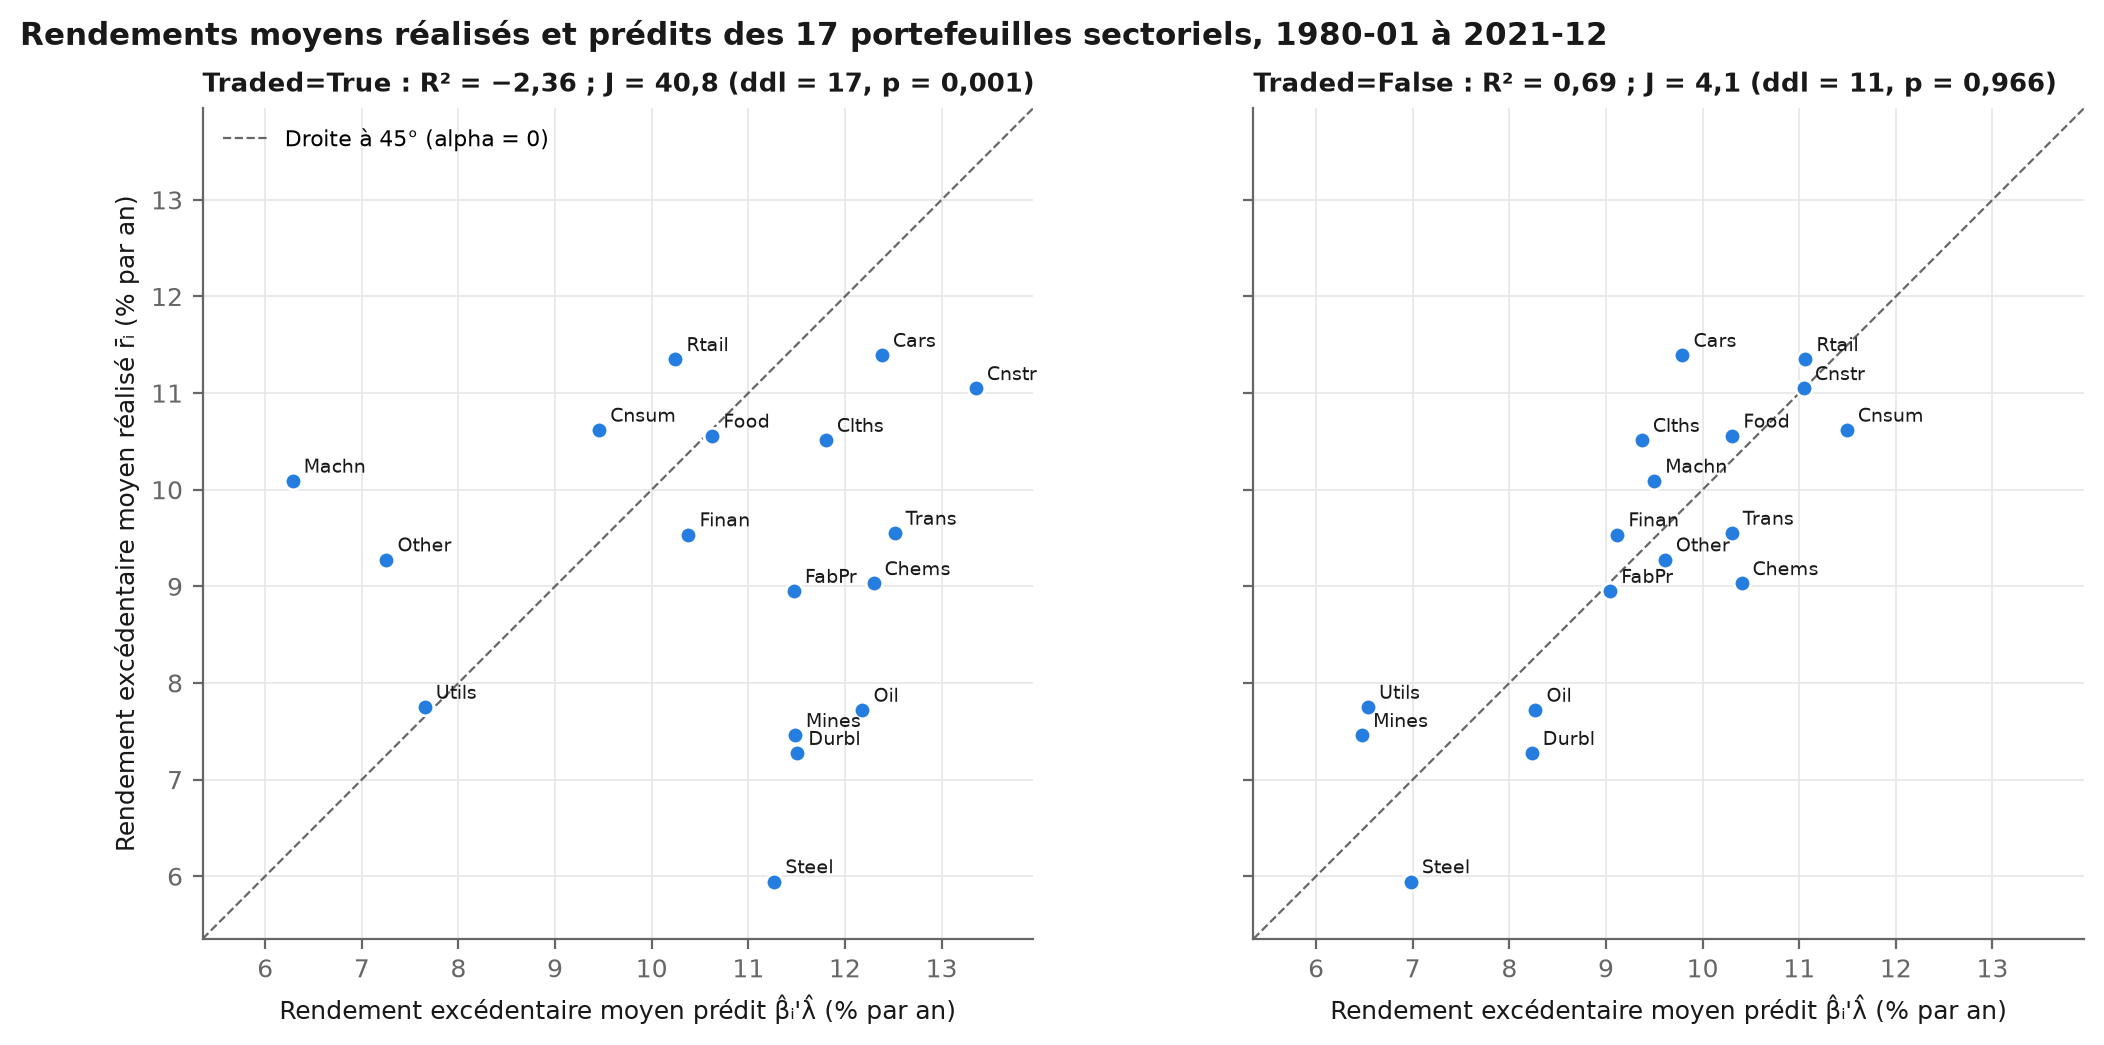 Rendements moyens réalisés et prédits des 17 portefeuilles sectoriels, 1980-01 à 2021-12
Traded=True : R² = −2,36 ; J = 40,8 (ddl = 17, p = 0,001)
Droite à 45° (alpha = 0)
Rendement excédentaire moyen réalisé r̄ᵢ (% par an)
13
12
11
10
9
8
7
6
Rtail
Cars
Cnstr
Cnsum
Food
Clths
Machn
Finan
Trans
Other
FabPr
Chems
Utils
Oil
Mines
Durbl
Steel
6 7 8 9 10 11 12 13
Rendement excédentaire moyen prédit β̂ᵢ'λ̂ (% par an)
Traded=False : R² = 0,69 ; J = 4,1 (ddl = 11, p = 0,966)
Cars
Rtail
Cnstr
Clths
Food
Cnsum
Machn
Finan
Trans
Other
FabPr
Chems
Utils
Oil
Mines
Durbl
Steel
6 7 8 9 10 11 12 13
Rendement excédentaire moyen prédit β̂ᵢ'λ̂ (% par an)